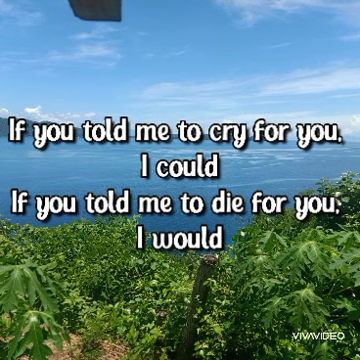 If you told me to cry for you,
I could
If you told me to die for you;
I would
VIVAVIDEO